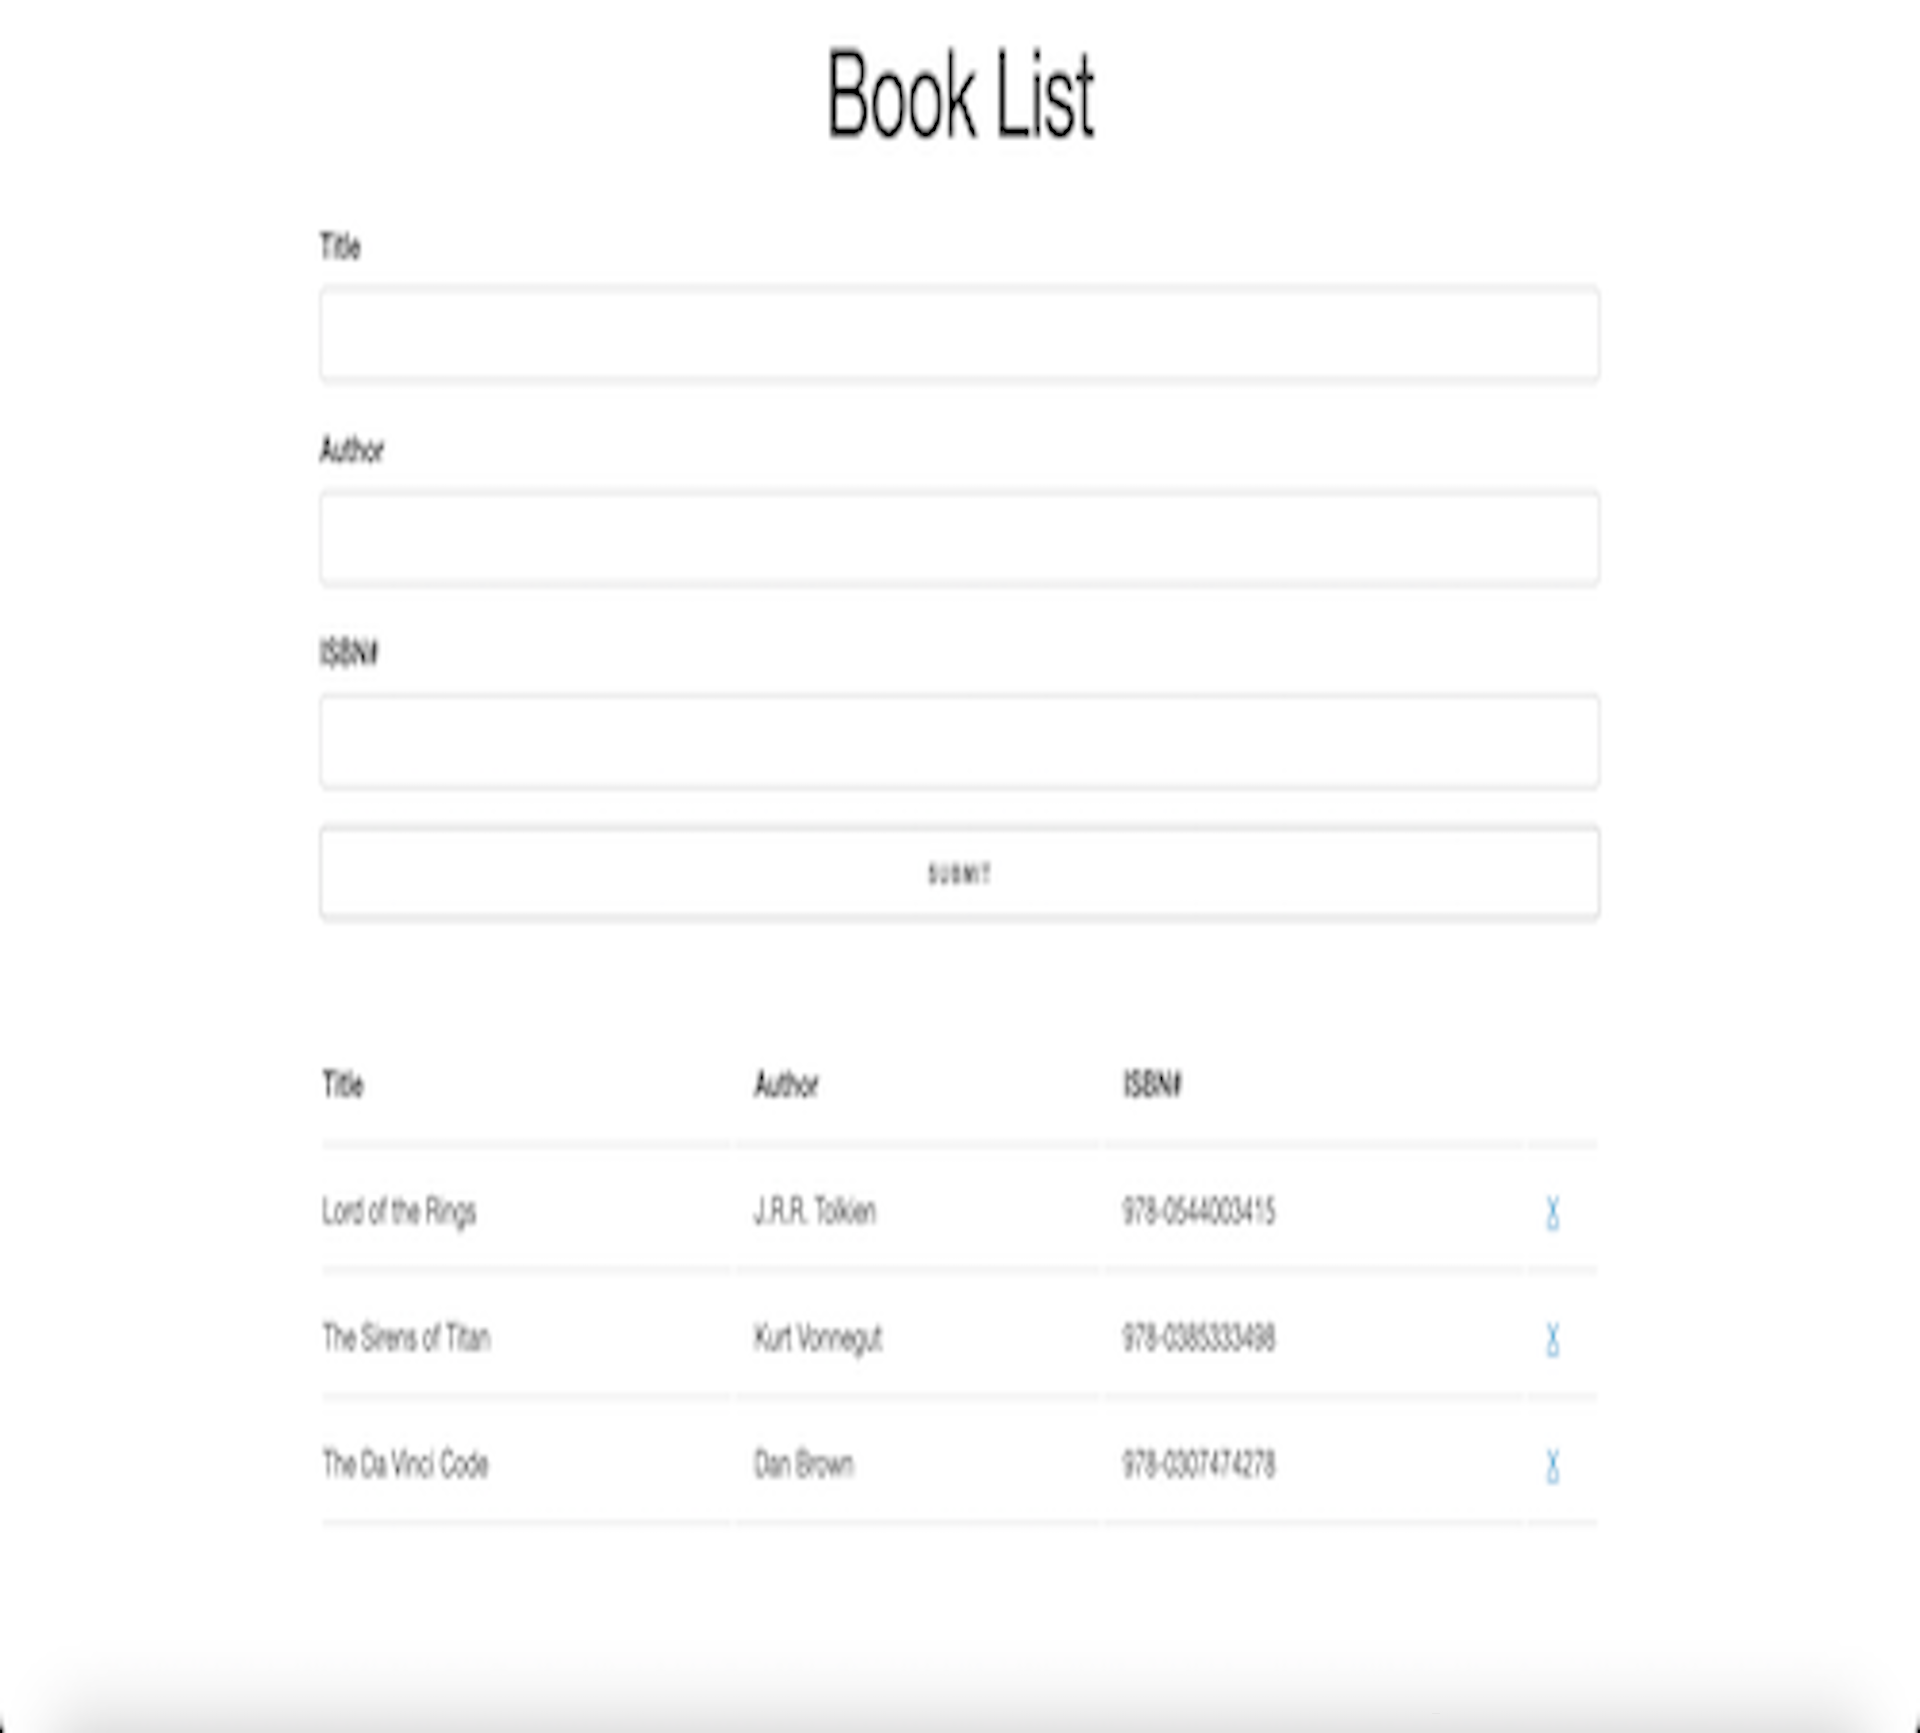 Book List
Title
Author
ISBN#
SUBMIT
Title Author ISBN#
Lord of the Rings J.R.R. Tolkien 978-0544003415 X
The Sirens of Titan Kurt Vonnegut 978-0385333498 X
The Da Vinci Code Dan Brown 978-0307474278 X